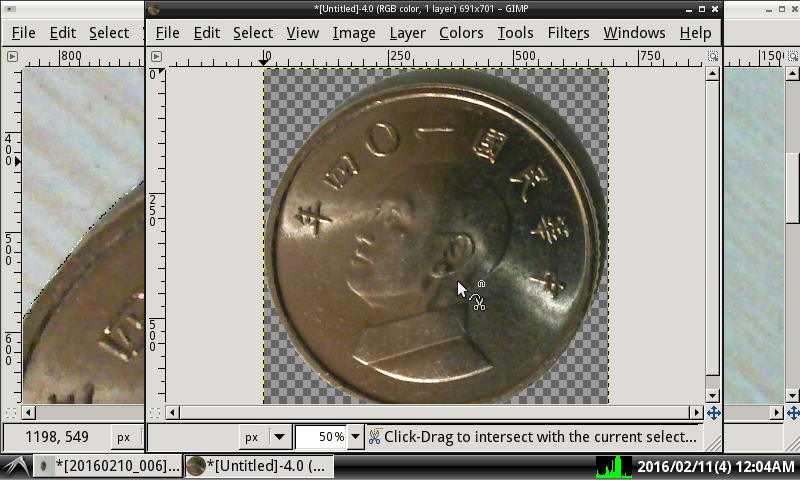 *[Untitled]-4.0 (RGB color, 1 layer) 691x701 – GIMP
File Edit Select
File Edit Select View Image Layer Colors Tools Filters Windows Help
800
0 250 500 750
1500
0
250
500
400
500
600
年四〇一國民華中
1198, 549 px
px 50% Click-Drag to intersect with the current select...
*[20160210_006]... *[Untitled]-4.0 (... 2016/02/11(4) 12:04AM